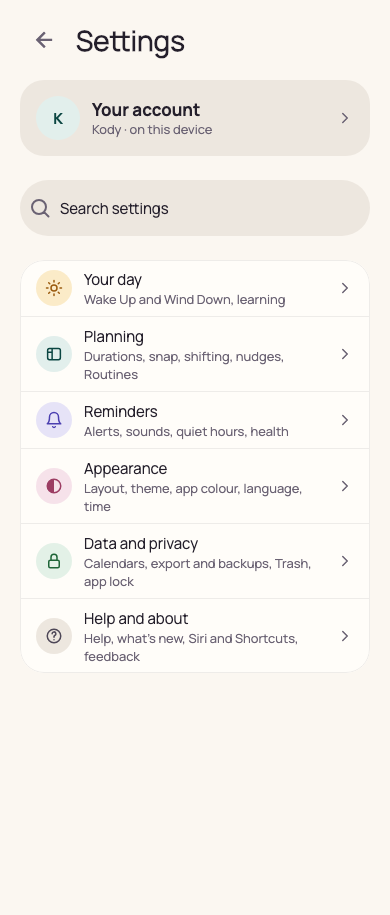 Settings
K
Your account
Kody · on this device
Search settings
Your day
Wake Up and Wind Down, learning
Planning
Durations, snap, shifting, nudges,
Routines
Reminders
Alerts, sounds, quiet hours, health
Appearance
Layout, theme, app colour, language,
time
Data and privacy
Calendars, export and backups, Trash,
app lock
Help and about
Help, what's new, Siri and Shortcuts,
feedback